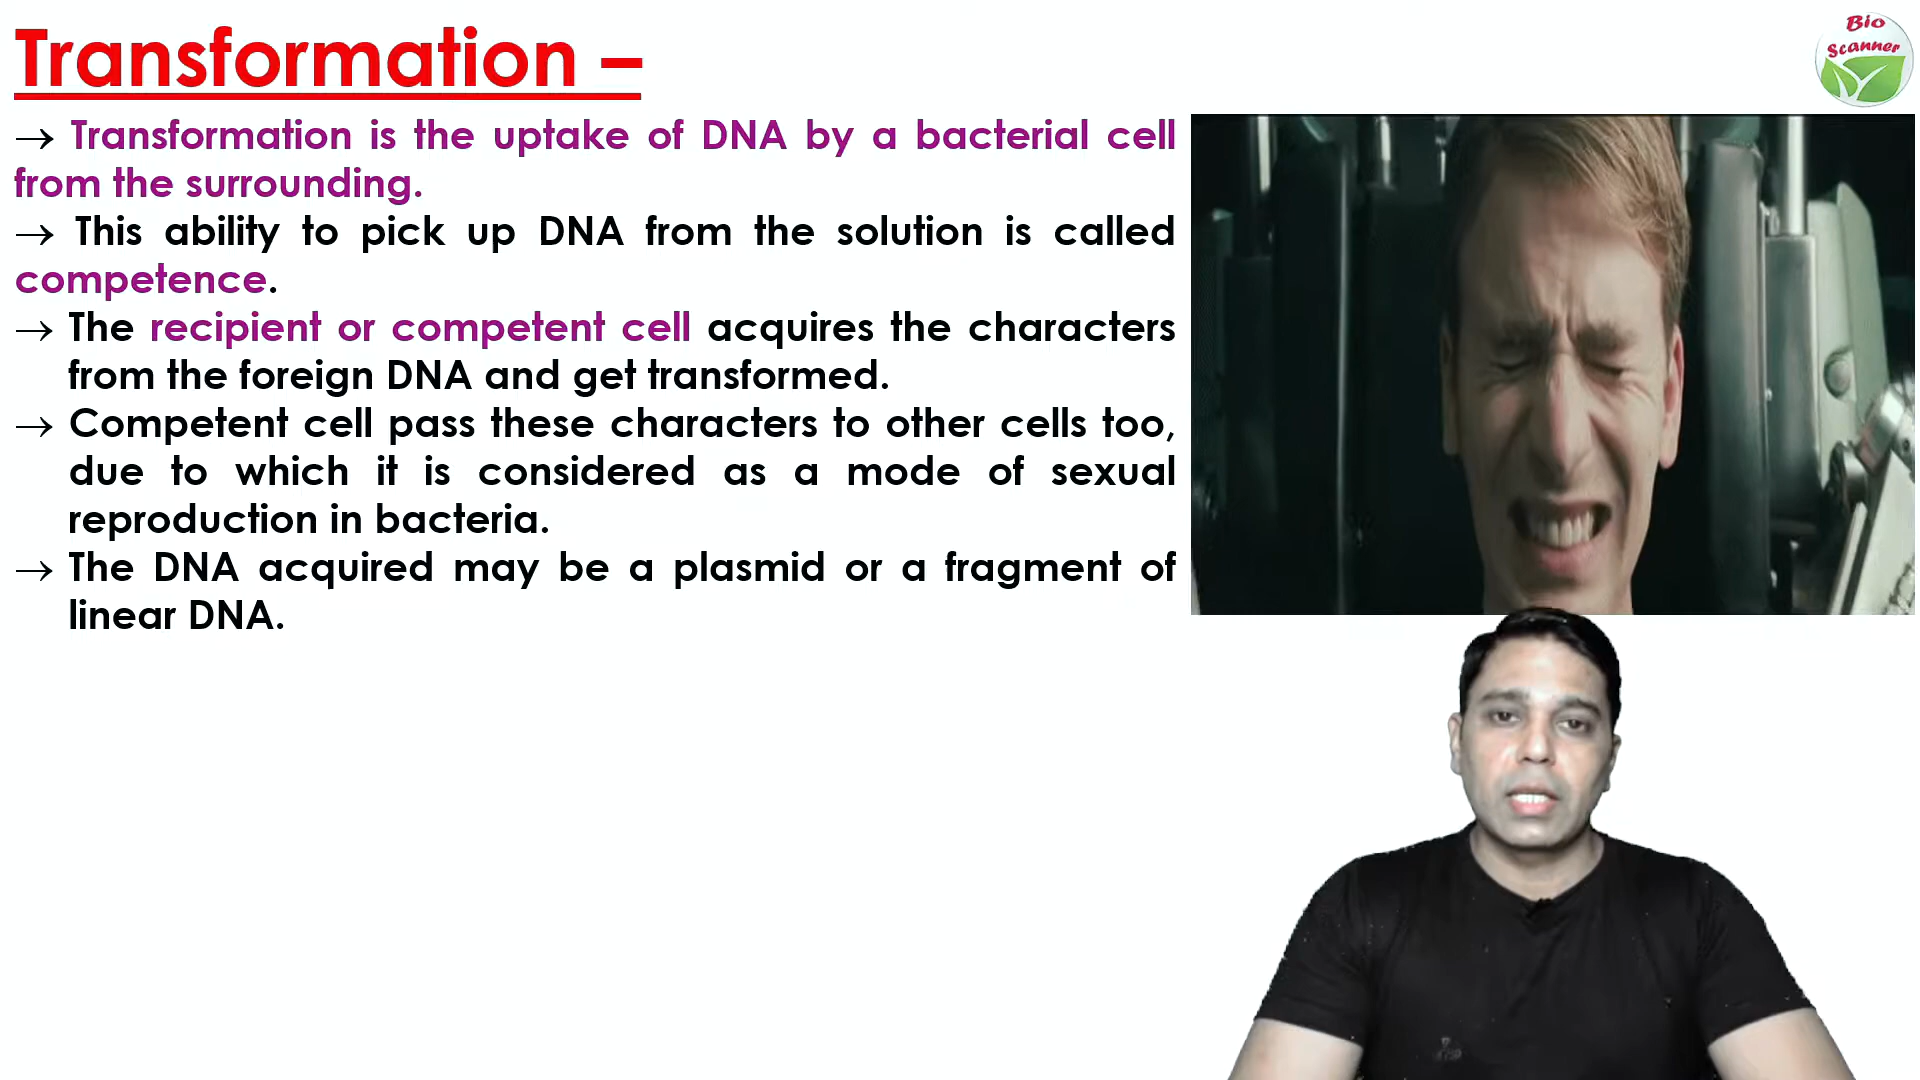 Transformation –
→ Transformation is the uptake of DNA by a bacterial cell
from the surrounding.
→ This ability to pick up DNA from the solution is called
competence.
→ The recipient or competent cell acquires the characters
from the foreign DNA and get transformed.
→ Competent cell pass these characters to other cells too,
due to which it is considered as a mode of sexual
reproduction in bacteria.
→ The DNA acquired may be a plasmid or a fragment of
linear DNA.
Bio
Scanner